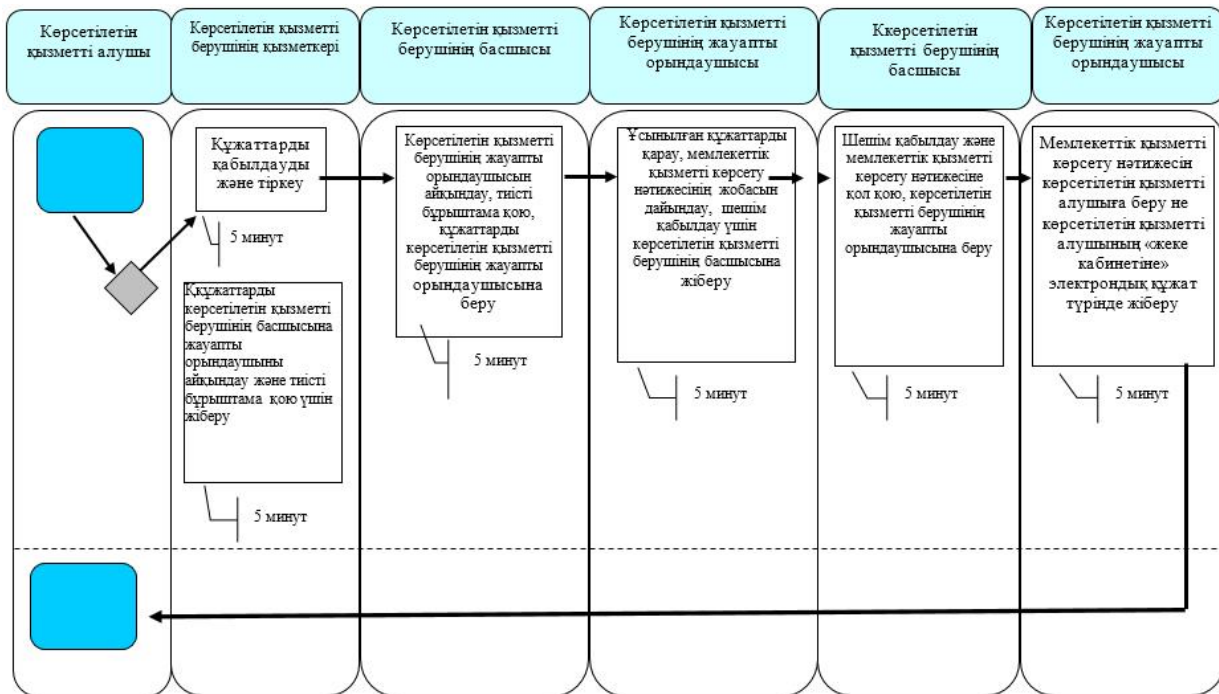 Көрсетілетін
қызметті алушы
Көрсетілетін қызметті
берушінің қызметкері
Көрсетілетін қызметті
берушінің басшысы
Көрсетілетін қызметті
берушінің жауапты
орындаушысы
Ккөрсетілетін
қызметті берушінің
басшысы
Көрсетілетін қызметті
берушінің жауапты
орындаушысы
Құжаттарды
қабылдауды
және тіркеу
5 минут
Ққұжаттарды
көрсетілетін қызметті
берушінің басшысына
жауапты
орындаушыны
айқындау және тиісті
бұрыштама қою үшін
жіберу
5 минут
Көрсетілетін қызметті
берушінің жауапты
орындаушысын
айқындау, тиісті
бұрыштама қою,
құжаттарды
көрсетілетін қызметті
берушінің жауапты
орындаушысына
беру
5 минут
Ұсынылған құжаттарды
қарау, мемлекеттік
қызметті көрсету
нәтижесінің жобасын
дайындау, шешім
қабылдау үшін
көрсетілетін қызметті
берушінің басшысына
жіберу
5 минут
Шешім қабылдау және
мемлекеттік қызметті
көрсету нәтижесіне
қол қою, көрсетілетін
қызметті берушінің
жауапты
орындаушысына беру
5 минут
Мемлекеттік қызметті
көрсету нәтижесін
көрсетілетін қызметті
алушыға беру не
көрсетілетін қызметті
алушының «жеке
кабинетіне»
электрондық құжат
түрінде жіберу
5 минут